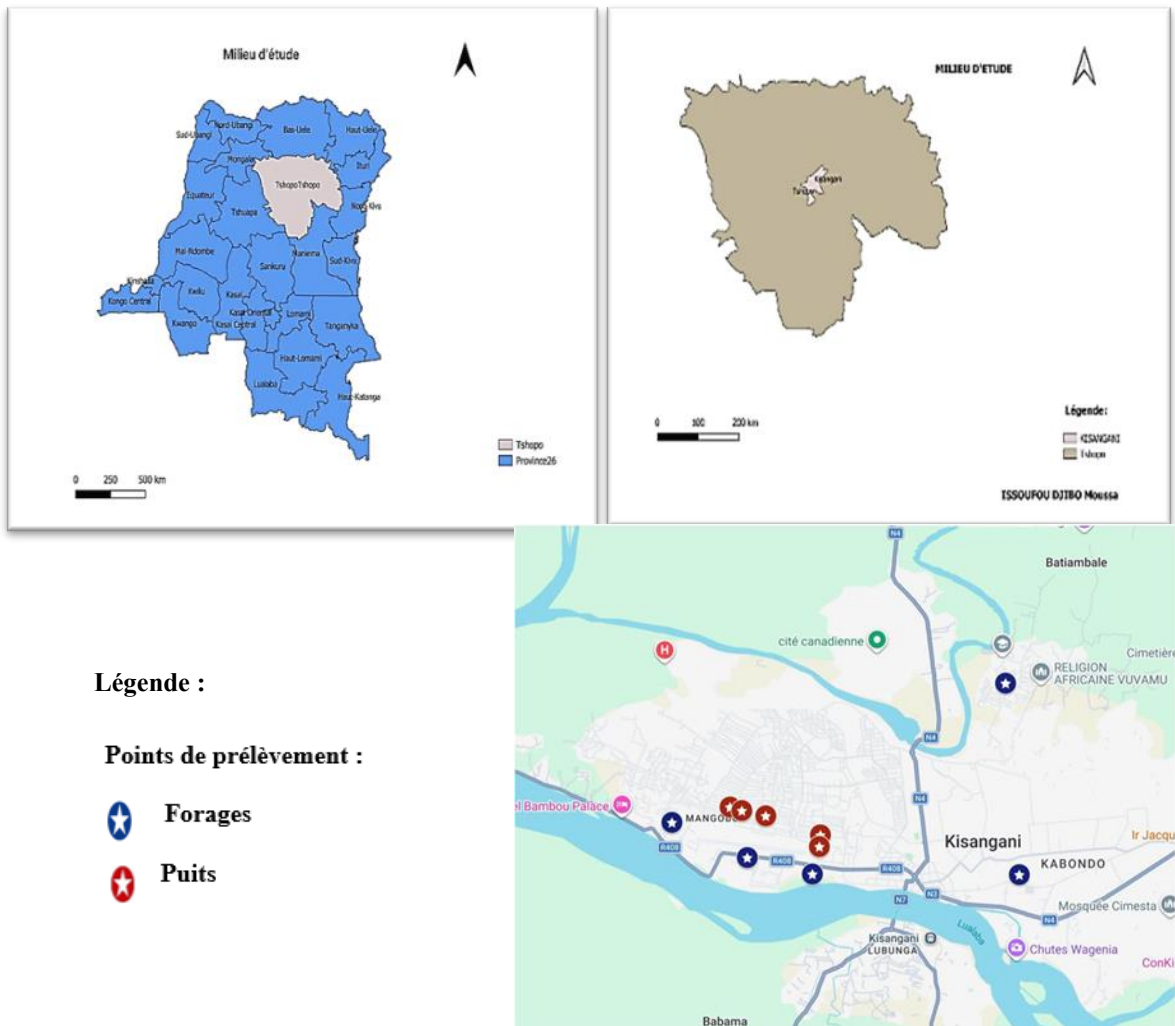 Milieu d'étude
Sud-Ubangi
Nord-Ubangi
Bas-Uele
Haut-Uele
Mongala
Ituri
Equateur
TshopoTshopo
Tshuapa
Nord-Kivu
Mai-Ndombe
Maniema
Sud-Kivu
Sankuru
Kinshasa
Kongo Central
Kwilu
Kasai
Kasai Oriental
Lomami
Kwango
Kasai Central
Tanganyka
Haut-Lomami
Lualaba
Haut-Katanga
Tshopo
Province26
0 250 500 km
MILIEU D'ETUDE
Kisangani
0 100 200 km
Légende:
KISANGANI
Tshopo
ISSOUFOU DJIBO Moussa
Légende :
Points de prélèvement :
Forages
Puits
N4
Batiambale
cité canadienne
Cimetière
H
RELIGION
AFRICAINE VUVAMU
N4
el Bambou Palace
N4
MANGOBO
R408
Kisangani
Ir Jacqu
R408
R408
KABONDO
N3
N7
N4
Mosquée Cimesta
Lualaba
Kisangani
LUBUNGA
Chutes Wagenia
ConKi
Babama